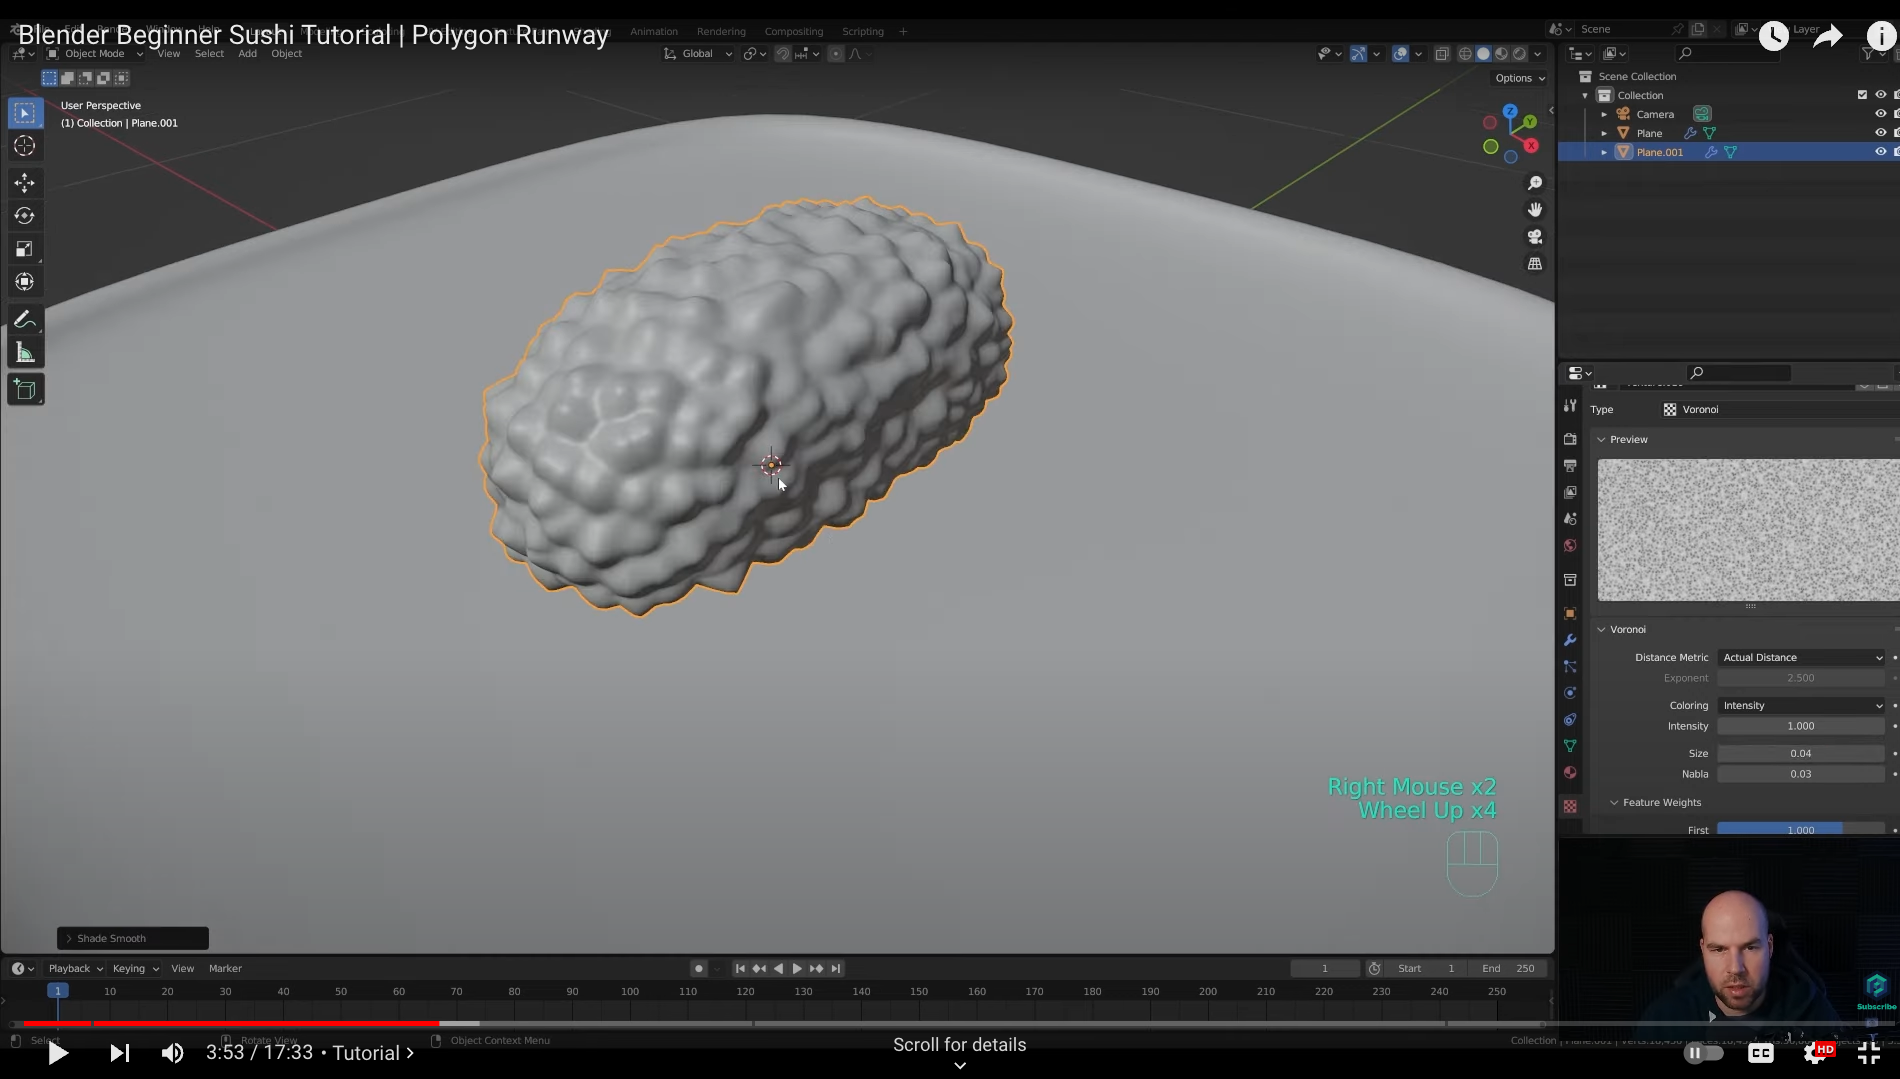 Blender Beginner Sushi Tutorial | Polygon Runway
Animation Rendering Compositing Scripting +
Scene
Layer
Object Mode View Select Add Object
Global
Options
User Perspective
(1) Collection | Plane.001
Z
Y
X
Scene Collection
Collection
Camera
Plane
Plane.001
Type Voronoi
Preview
Voronoi
Distance Metric Actual Distance
Exponent 2.500
Coloring Intensity
Intensity 1.000
Size 0.04
Nabla 0.03
Feature Weights
First 1.000
Right Mouse x2
Wheel Up x4
Shade Smooth
Playback Keying View Marker
1 Start 1 End 250
1 10 20 30 40 50 60 70 80 90 100 110 120 130 140 150 160 170 180 190 200 210 220 230 240 250
Subscribe
Select Rotate View Object Context Menu
3:53 / 17:33 • Tutorial
Scroll for details
CC
HD